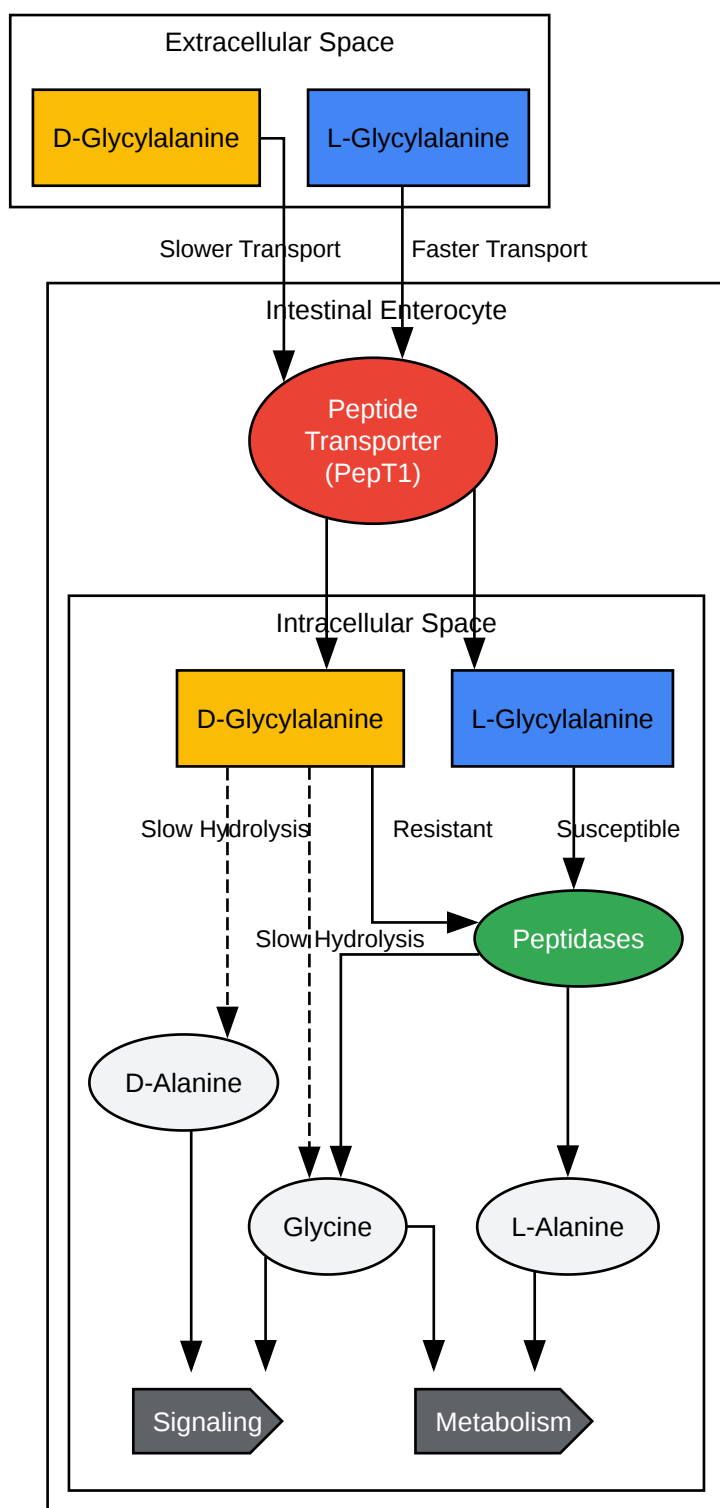 Extracellular Space
D-Glycylalanine
L-Glycylalanine
Slower Transport
Faster Transport
Intestinal Enterocyte
Peptide
Transporter
(PepT1)
Intracellular Space
D-Glycylalanine
L-Glycylalanine
Slow Hydrolysis
Resistant
Susceptible
Slow Hydrolysis
Peptidases
D-Alanine
Glycine
L-Alanine
Signaling
Metabolism